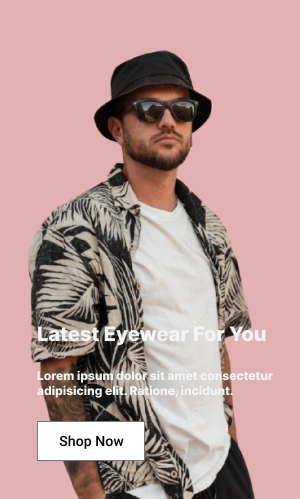 Latest Eyewear For You
Lorem ipsum dolor sit amet consectetur
adipisicing elit. Ratione, incidunt.
Shop Now